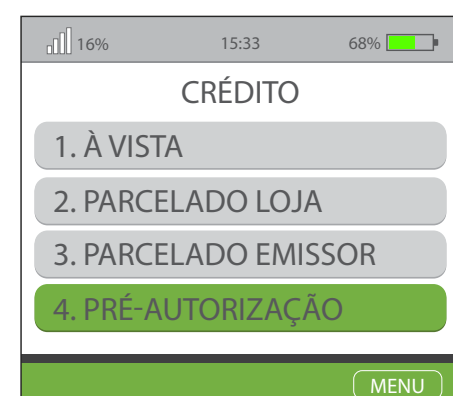 16% 15:33 68%
CRÉDITO
1. À VISTA
2. PARCELADO LOJA
3. PARCELADO EMISSOR
4. PRÉ-AUTORIZAÇÃO
MENU